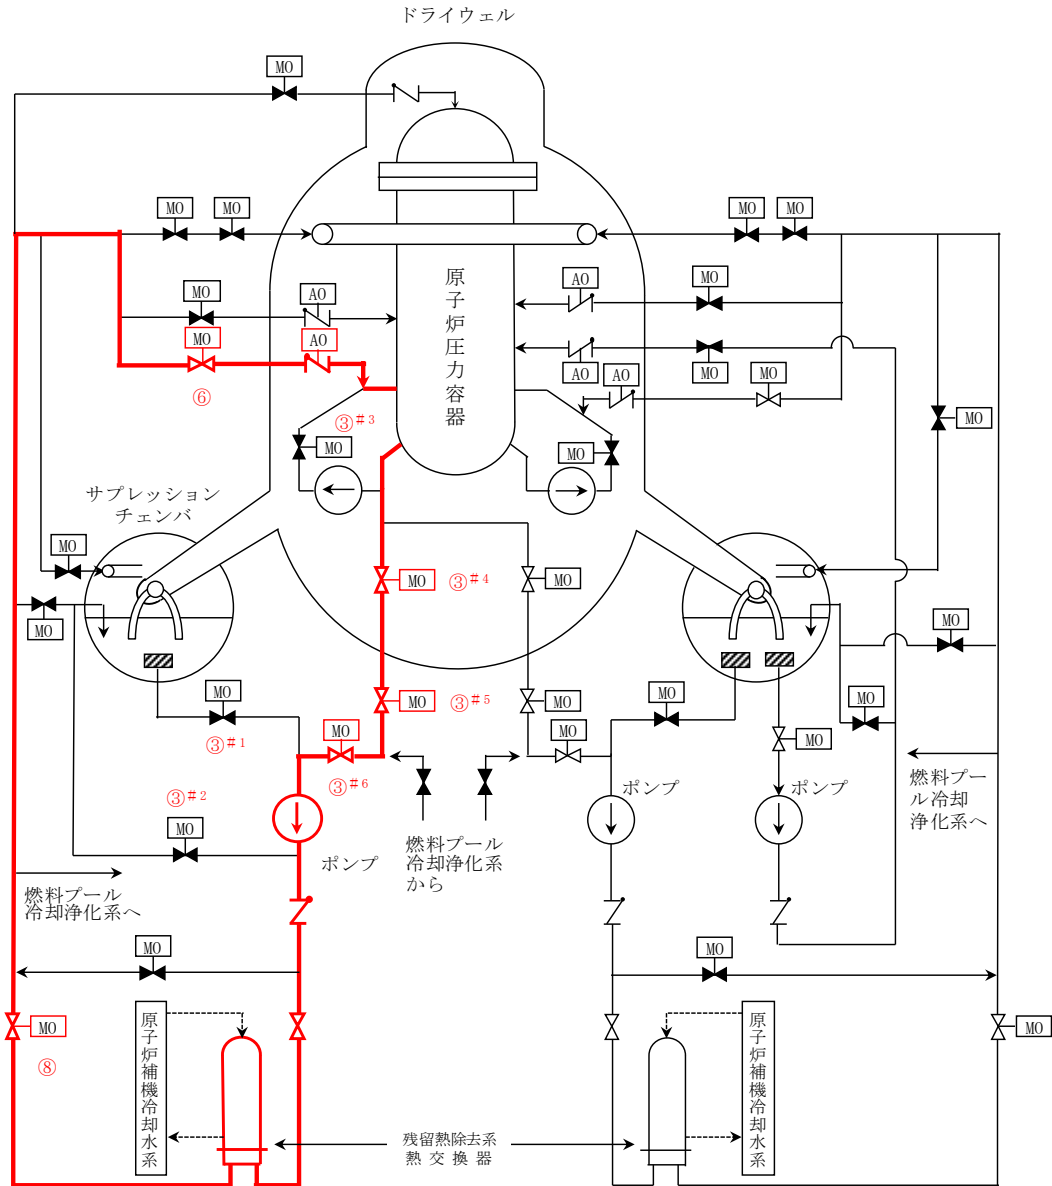 ドライウェル
MO
MO
MO
MO
MO
MO
AO
原子炉圧力容器
AO
MO
MO
AO
AO
MO
AO
MO
MO
⑥
③#3
MO
MO
MO
サプレッション
チェンバ
MO
MO
③#4
MO
MO
MO
MO
MO
③#5
MO
MO
MO
③#1
MO
③#6
MO
MO
③#2
MO
ポンプ
燃料プール
冷却浄化系
から
ポンプ
ポンプ
燃料プー
ル冷却
浄化系へ
燃料プール
冷却浄化系へ
MO
MO
MO
⑧
MO
原子炉補機冷却水系
残留熱除去系
熱交換器
原子炉補機冷却水系